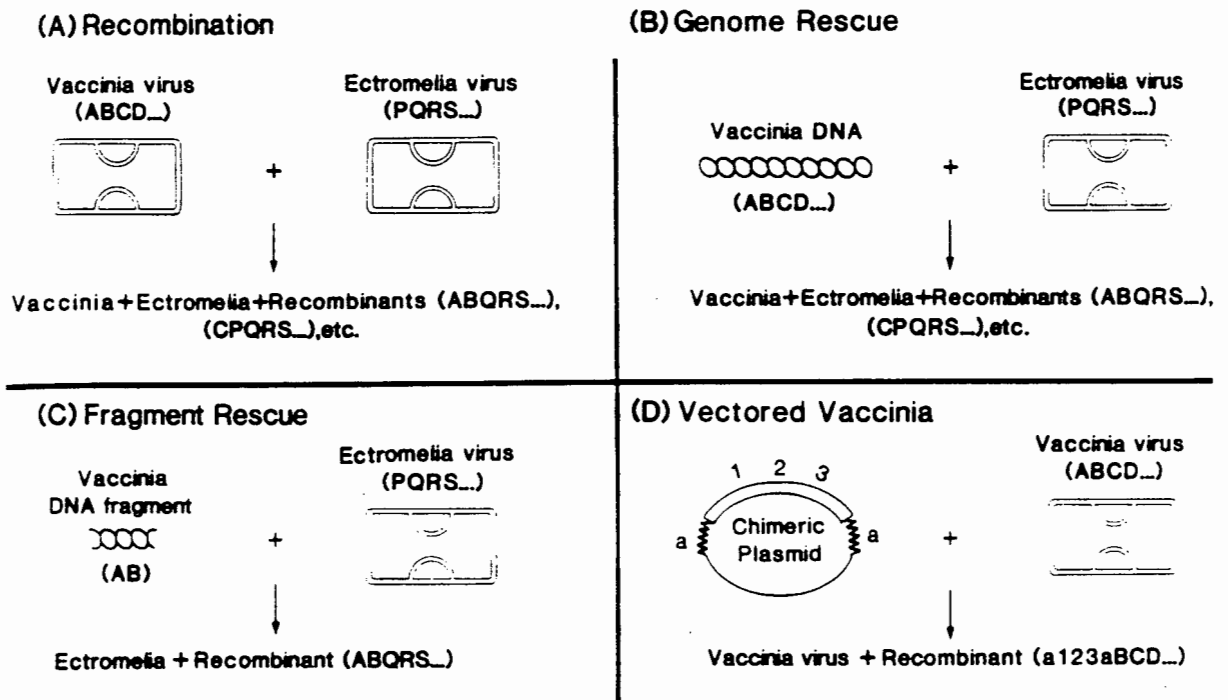 (A) Recombination
Vaccinia virus
(ABCD...)
+
Ectromelia virus
(PQRS...)
Vaccinia+Ectromelia+Recombinants (ABQRS...),
(CPQRS...),etc.
(B) Genome Rescue
Vaccinia DNA
(ABCD...)
+
Ectromelia virus
(PQRS...)
Vaccinia+Ectromelia+Recombinants (ABQRS...),
(CPQRS...),etc.
(C) Fragment Rescue
Vaccinia
DNA fragment
(AB)
+
Ectromelia virus
(PQRS...)
Ectromelia + Recombinant (ABQRS...)
(D) Vectored Vaccinia
1 2 3
a Chimeric a
Plasmid
+
Vaccinia virus
(ABCD...)
Vaccinia virus + Recombinant (a123aBCD...)